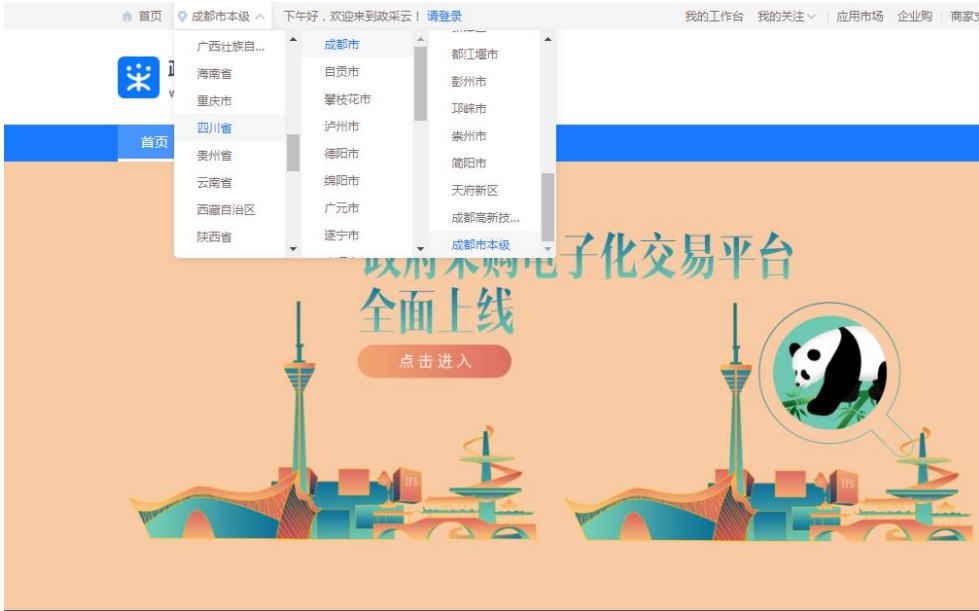 首页 成都市本级 下午好，欢迎来到政采云！请登录 我的工作台 我的关注 应用市场 企业购
广西壮族自...
海南省
重庆市
四川省
贵州省
云南省
西藏自治区
陕西省
成都市
自贡市
攀枝花市
泸州市
德阳市
绵阳市
广元市
遂宁市
都江堰市
彭州市
邛崃市
崇州市
简阳市
天府新区
成都高新技...
成都市本级
首页
政府采购电子化交易平台
全面上线
点击进入
IFS
IFS